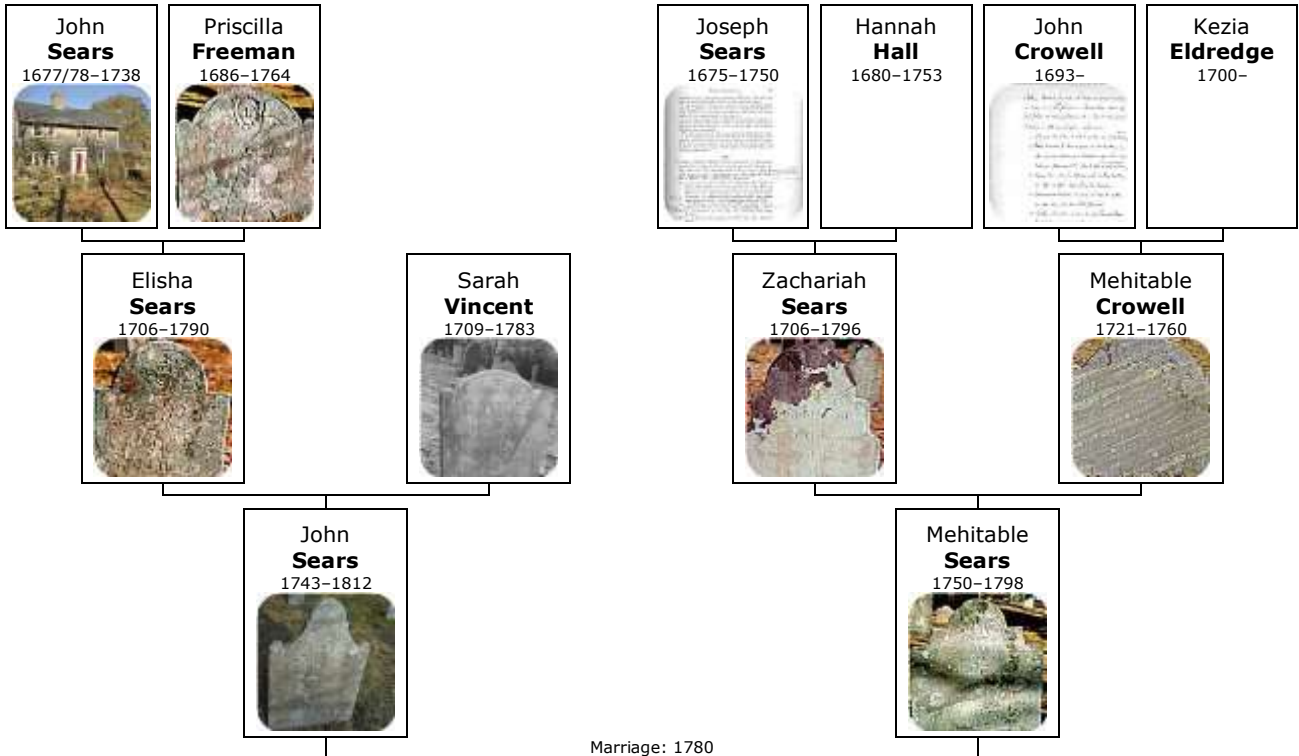 John
Sears
1677/78–1738
Priscilla
Freeman
1686–1764
Joseph
Sears
1675–1750
Hannah
Hall
1680–1753
John
Crowell
1693–
Kezia
Eldredge
1700–
Elisha
Sears
1706–1790
Sarah
Vincent
1709–1783
Zachariah
Sears
1706–1796
Mehitable
Crowell
1721–1760
John
Sears
1743–1812
Mehitable
Sears
1750–1798
Marriage: 1780